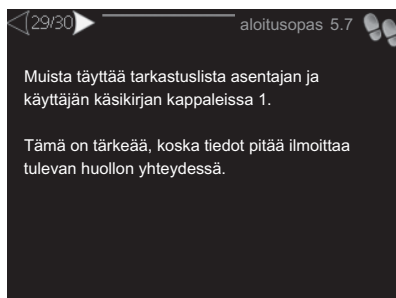 29/30
aloitusopas 5.7
Muista täyttää tarkastuslista asentajan ja
käyttäjän käsikirjan kappaleissa 1.
Tämä on tärkeää, koska tiedot pitää ilmoittaa
tulevan huollon yhteydessä.